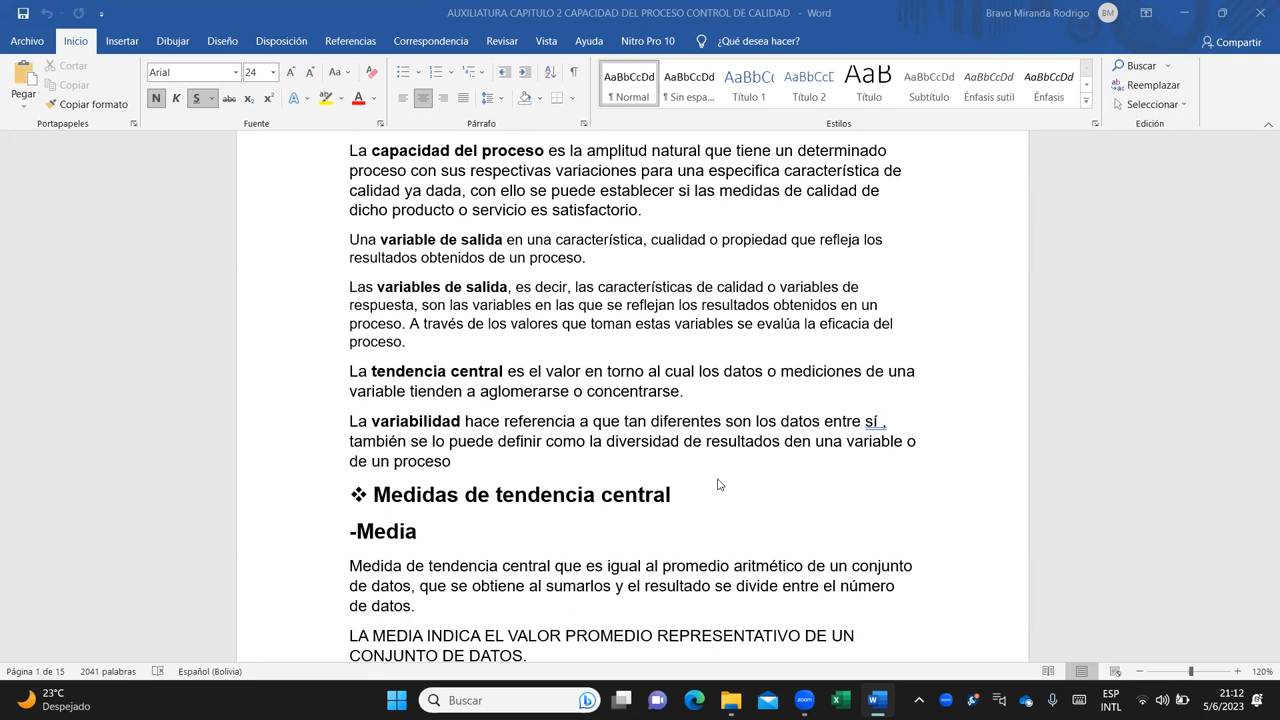 AUXILIATURA CAPITULO 2 CAPACIDAD DEL PROCESO CONTROL DE CALIDAD - Word
Bravo Miranda Rodrigo
BM
Archivo Inicio Insertar Dibujar Diseño Disposición Referencias Correspondencia Revisar Vista Ayuda Nitro Pro 10 ¿Qué desea hacer? Compartir
Pegar
Cortar
Copiar
Copiar formato
Portapapeles
Arial 24
N K S abc x₂ x²
Fuente
Párrafo
AaBbCcDd AaBbCcDd AaBbCc AaBbCcD AaB AaBbCcDd AaBbCcDd AaBbCcDd
¶ Normal ¶ Sin espa... Título 1 Título 2 Título Subtítulo Énfasis sutil Énfasis
Estilos
Buscar
Reemplazar
Seleccionar
Edición
La capacidad del proceso es la amplitud natural que tiene un determinado
proceso con sus respectivas variaciones para una especifica característica de
calidad ya dada, con ello se puede establecer si las medidas de calidad de
dicho producto o servicio es satisfactorio.
Una variable de salida en una característica, cualidad o propiedad que refleja los
resultados obtenidos de un proceso.
Las variables de salida, es decir, las características de calidad o variables de
respuesta, son las variables en las que se reflejan los resultados obtenidos en un
proceso. A través de los valores que toman estas variables se evalúa la eficacia del
proceso.
La tendencia central es el valor en torno al cual los datos o mediciones de una
variable tienden a aglomerarse o concentrarse.
La variabilidad hace referencia a que tan diferentes son los datos entre sí ,
también se lo puede definir como la diversidad de resultados den una variable o
de un proceso
❖ Medidas de tendencia central
-Media
Medida de tendencia central que es igual al promedio aritmético de un conjunto
de datos, que se obtiene al sumarlos y el resultado se divide entre el número
de datos.
LA MEDIA INDICA EL VALOR PROMEDIO REPRESENTATIVO DE UN
CONJUNTO DE DATOS.
Página 1 de 15 2041 palabras Español (Bolivia) 120%
23°C
Despejado
Buscar
ESP
INTL
21:12
5/6/2023